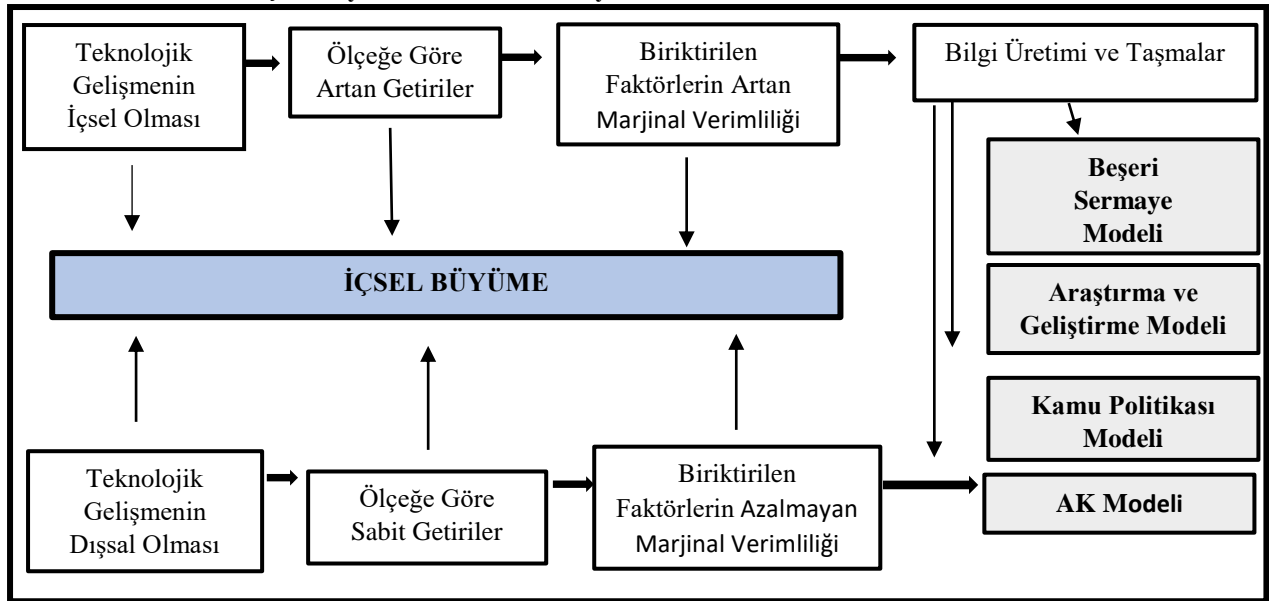 Teknolojik
Gelişmenin
İçsel Olması
Ölçeğe Göre
Artan Getiriler
Biriktirilen
Faktörlerin Artan
Marjinal Verimliliği
Bilgi Üretimi ve Taşmalar
Beşeri
Sermaye
Modeli
İÇSEL BÜYÜME
Araştırma ve
Geliştirme Modeli
Kamu Politikası
Modeli
Teknolojik
Gelişmenin
Dışsal Olması
Ölçeğe Göre
Sabit Getiriler
Biriktirilen
Faktörlerin Azalmayan
Marjinal Verimliliği
AK Modeli